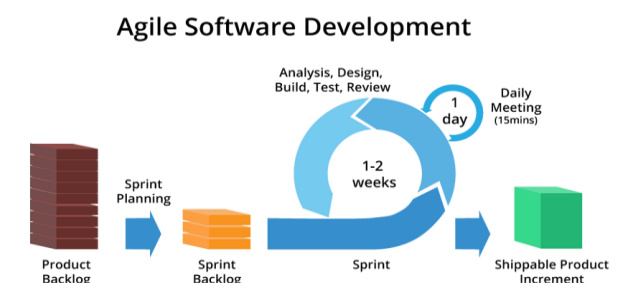 Agile Software Development
Analysis, Design,
Build, Test, Review
1
day
Daily
Meeting
(15mins)
1-2
weeks
Sprint
Planning
Product
Backlog
Sprint
Backlog
Sprint
Shippable Product
Increment